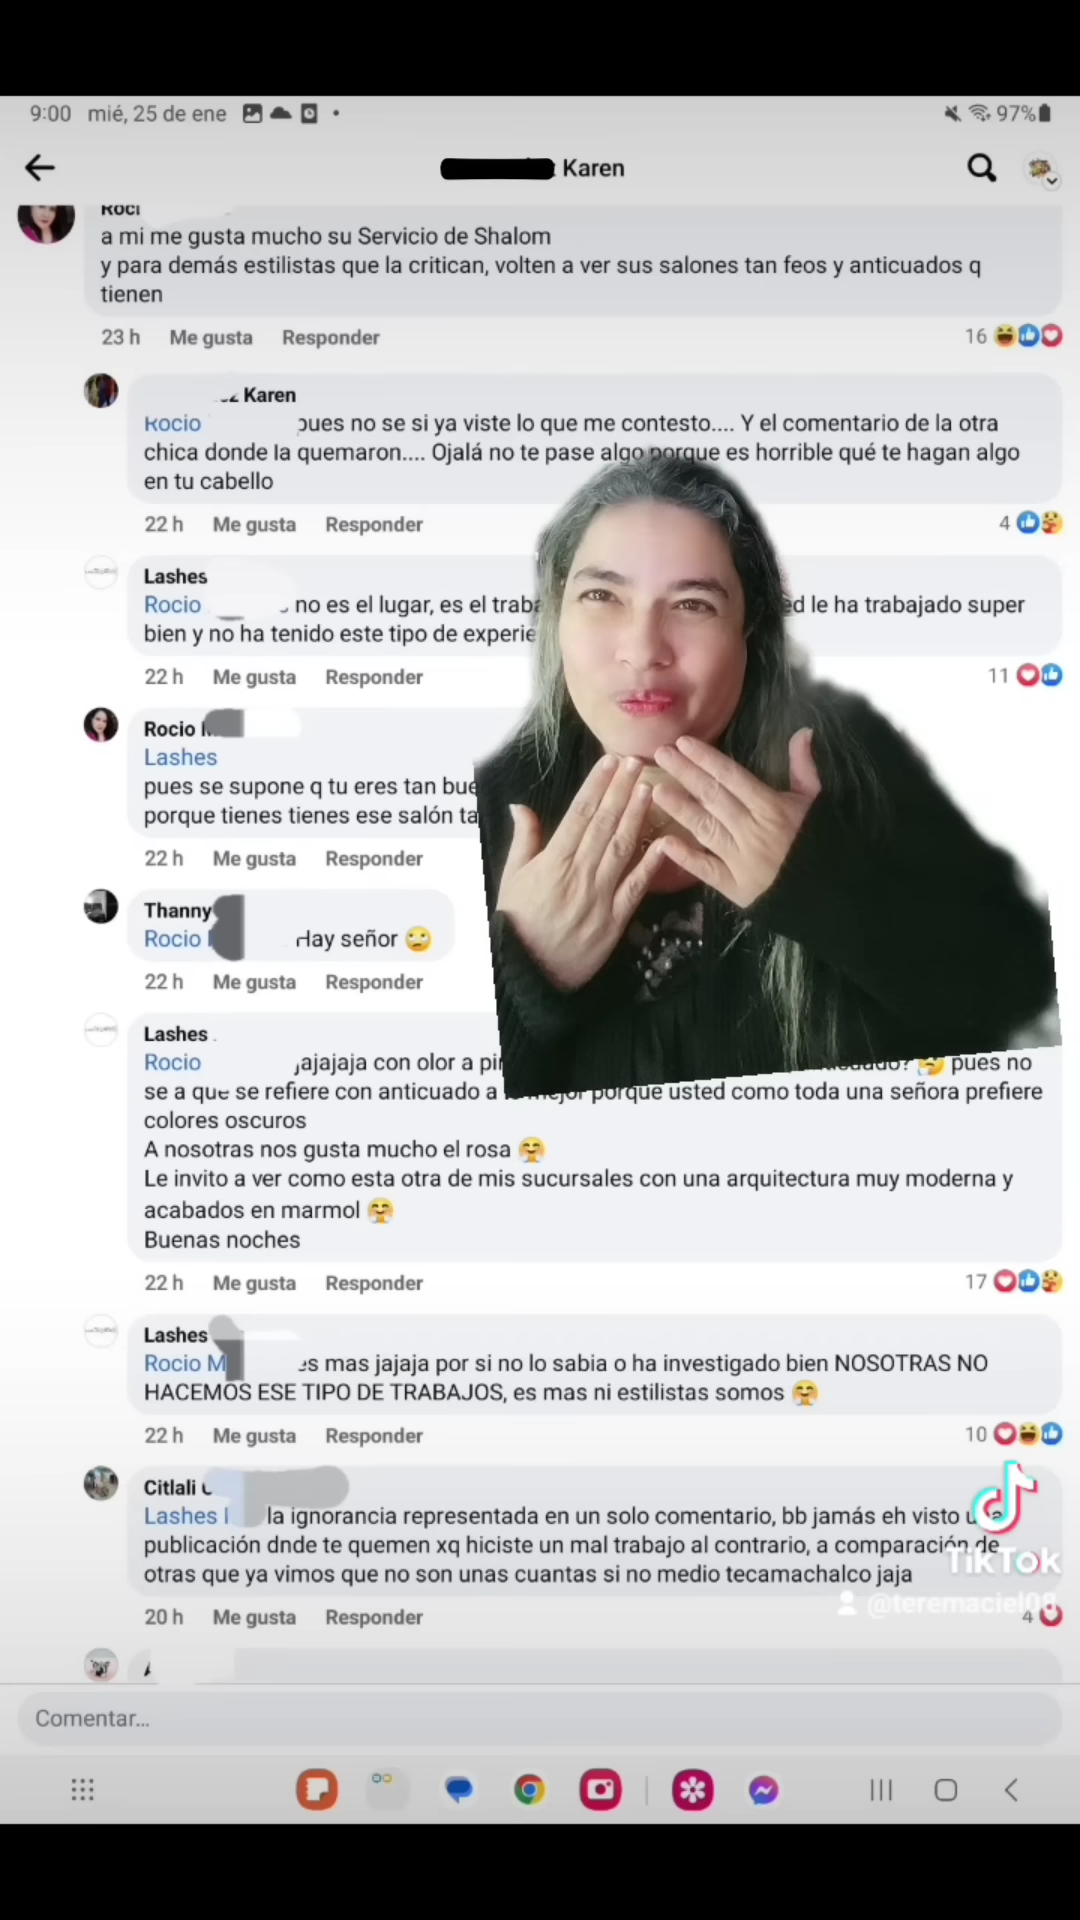 9:00 mié, 25 de ene
97%
Karen
Roci
a mi me gusta mucho su Servicio de Shalom
y para demás estilistas que la critican, volten a ver sus salones tan feos y anticuados q
tienen
23 h Me gusta Responder
16
Karen
Rocio pues no se si ya viste lo que me contesto.... Y el comentario de la otra
chica donde la quemaron.... Ojalá no te pase algo porque es horrible qué te hagan algo
en tu cabello
22 h Me gusta Responder
4
Lashes
Rocio no es el lugar, es el le ha trabajado super
bien y no ha tenido este tipo de
22 h Me gusta Responder
11
Rocio
Lashes
pues se supone q tu eres tan
porque tienes tienes ese salón
22 h Me gusta Responder
Thanny
Rocio Hay señor 🙄
22 h Me gusta Responder
Lashes
Rocio jajajaja con olor a 🤔 pues no
se a que se refiere con anticuado a lo mejor porque usted como toda una señora prefiere
colores oscuros
A nosotras nos gusta mucho el rosa 🤗
Le invito a ver como esta otra de mis sucursales con una arquitectura muy moderna y
acabados en marmol 🤗
Buenas noches
22 h Me gusta Responder
17
Lashes
Rocio M es mas jajaja por si no lo sabia o ha investigado bien NOSOTRAS NO
HACEMOS ESE TIPO DE TRABAJOS, es mas ni estilistas somos 🤗
22 h Me gusta Responder
10
Citlali
Lashes la ignorancia representada en un solo comentario, bb jamás eh visto una
publicación dnde te quemen xq hiciste un mal trabajo al contrario, a comparación de
otras que ya vimos que no son unas cuantas si no medio tecamachalco jaja
20 h Me gusta Responder
4
TikTok
@teremaciel08
Comentar...